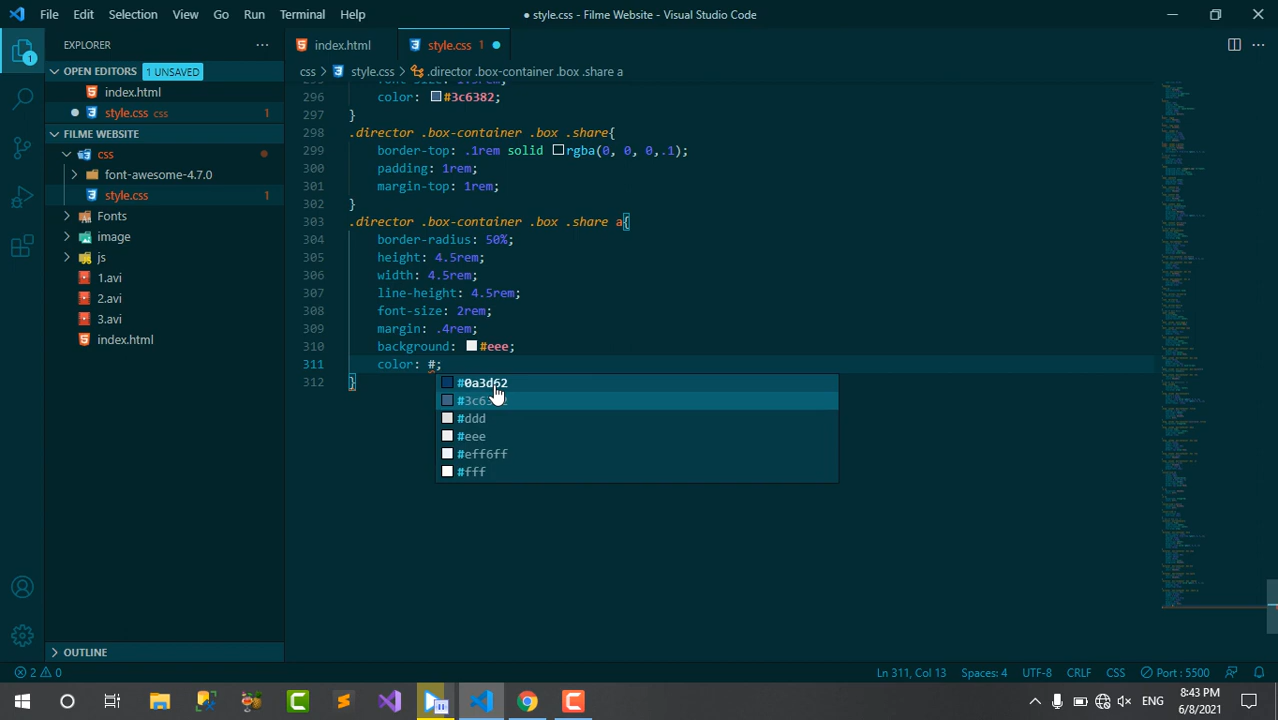 File Edit Selection View Go Run Terminal Help
● style.css - Filme Website - Visual Studio Code
EXPLORER
OPEN EDITORS 1 UNSAVED
index.html
style.css css 1
FILME WEBSITE
css
font-awesome-4.7.0
style.css 1
Fonts
image
js
1.avi
2.avi
3.avi
index.html
OUTLINE
index.html
style.css 1
css > style.css > .director .box-container .box .share a
296 color: #3c6382;
297 }
298 .director .box-container .box .share{
299 border-top: .1rem solid rgba(0, 0, 0,.1);
300 padding: 1rem;
301 margin-top: 1rem;
302 }
303 .director .box-container .box .share a{
304 border-radius: 50%;
305 height: 4.5rem;
306 width: 4.5rem;
307 line-height: 4.5rem;
308 font-size: 2rem;
309 margin: .4rem;
310 background: #eee;
311 color: #;
312 }
#0a3d62
#ddd
#eee
#eff6ff
#fff
2 0
Ln 311, Col 13 Spaces: 4 UTF-8 CRLF CSS Port : 5500
ENG
8:43 PM
6/8/2021